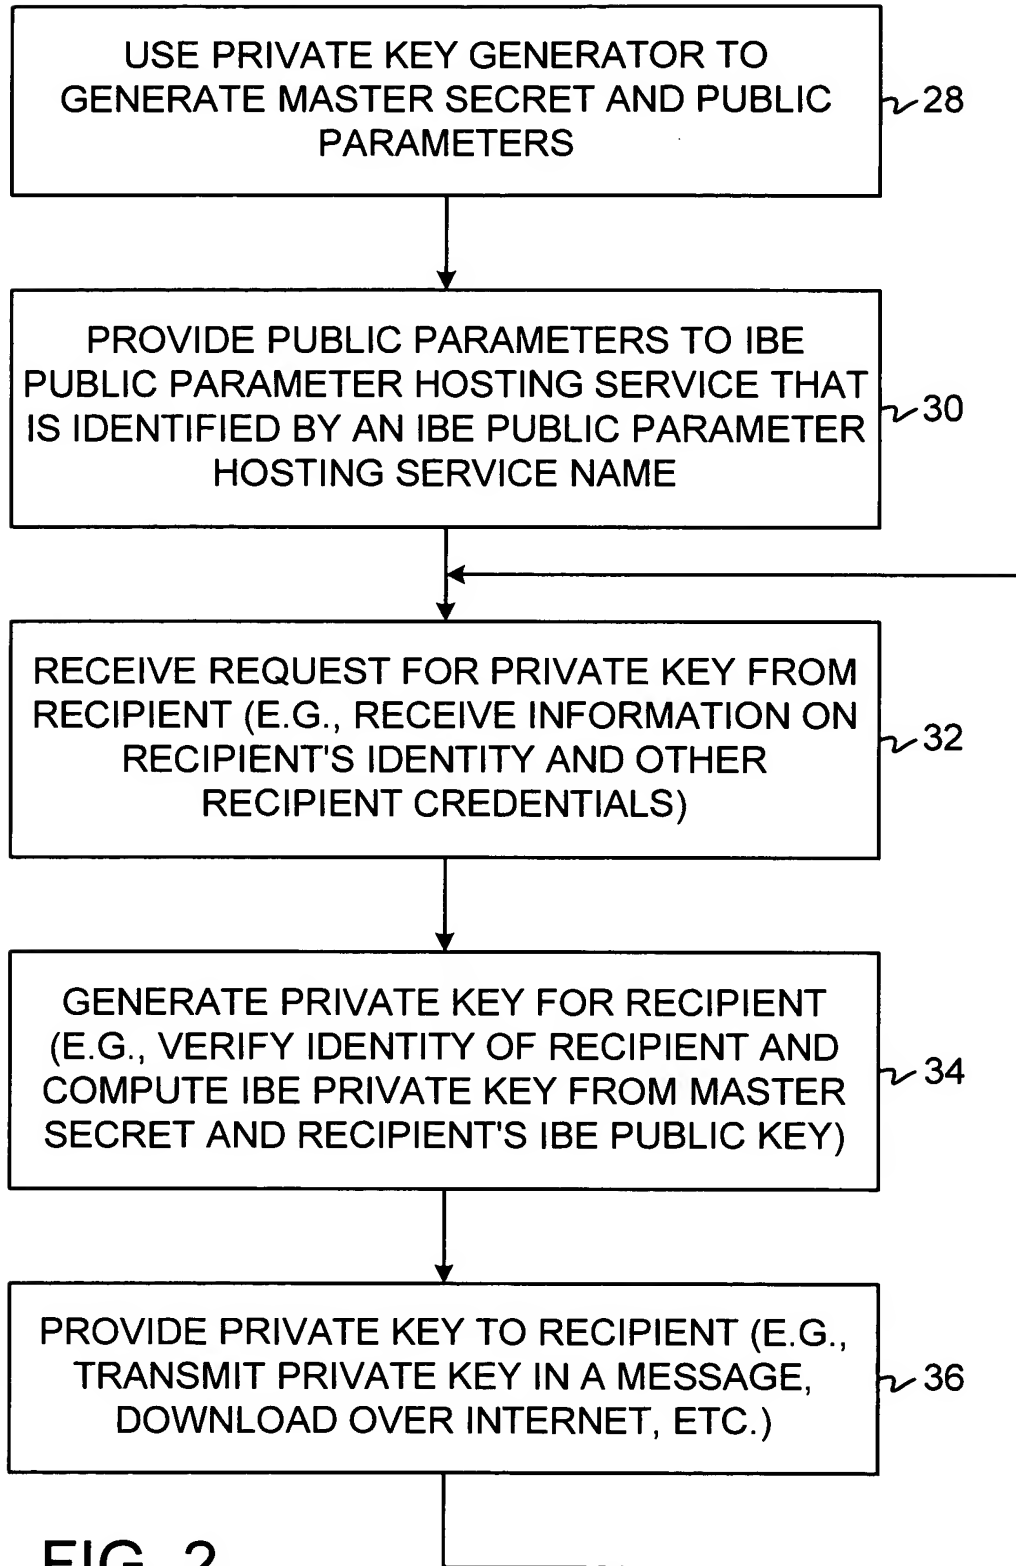 USE PRIVATE KEY GENERATOR TO
GENERATE MASTER SECRET AND PUBLIC
PARAMETERS
28
PROVIDE PUBLIC PARAMETERS TO IBE
PUBLIC PARAMETER HOSTING SERVICE THAT
IS IDENTIFIED BY AN IBE PUBLIC PARAMETER
HOSTING SERVICE NAME
30
RECEIVE REQUEST FOR PRIVATE KEY FROM
RECIPIENT (E.G., RECEIVE INFORMATION ON
RECIPIENT'S IDENTITY AND OTHER
RECIPIENT CREDENTIALS)
32
GENERATE PRIVATE KEY FOR RECIPIENT
(E.G., VERIFY IDENTITY OF RECIPIENT AND
COMPUTE IBE PRIVATE KEY FROM MASTER
SECRET AND RECIPIENT'S IBE PUBLIC KEY)
34
PROVIDE PRIVATE KEY TO RECIPIENT (E.G.,
TRANSMIT PRIVATE KEY IN A MESSAGE,
DOWNLOAD OVER INTERNET, ETC.)
36
FIG. 2